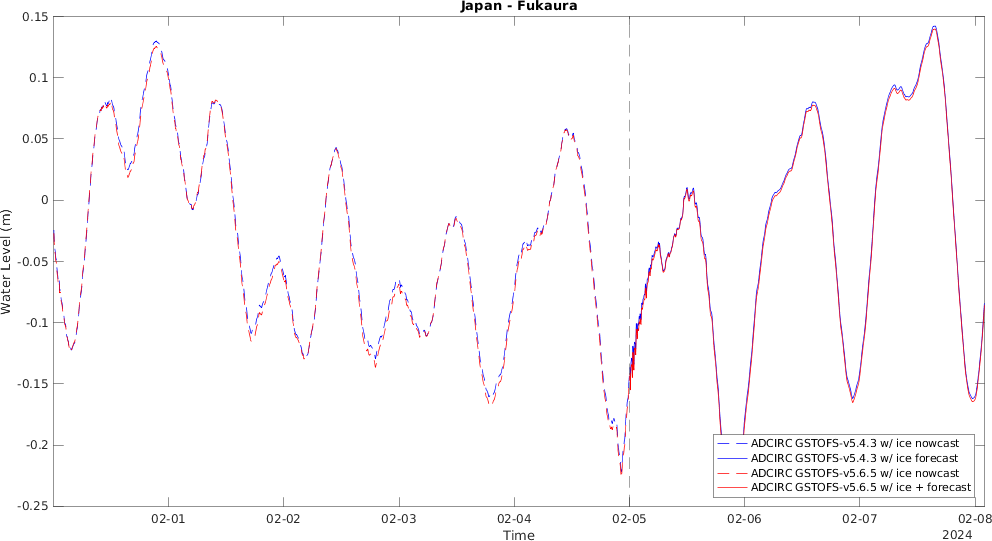 Japan - Fukaura
0.15
0.1
0.05
0
-0.05
-0.1
-0.15
-0.2
-0.25
Water Level (m)
02-01 02-02 02-03 02-04 02-05 02-06 02-07 02-08
Time
2024
ADCIRC GSTOFS-v5.4.3 w/ ice nowcast
ADCIRC GSTOFS-v5.4.3 w/ ice forecast
ADCIRC GSTOFS-v5.6.5 w/ ice nowcast
ADCIRC GSTOFS-v5.6.5 w/ ice + forecast